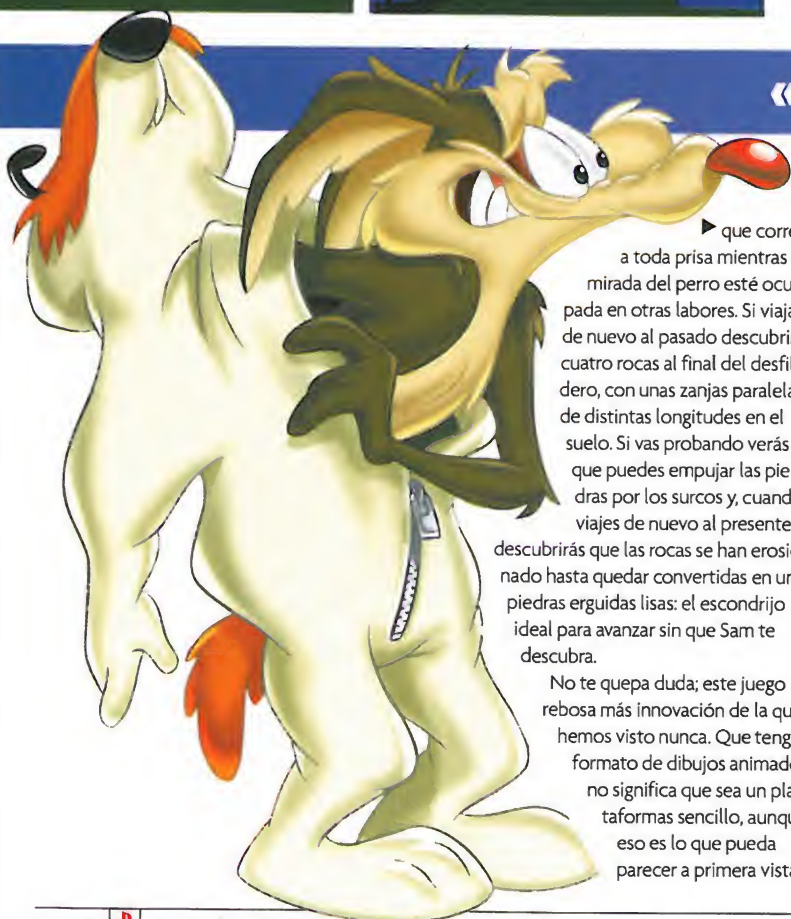 ▶ que corre
a toda prisa mientras
mirada del perro esté ocu
pada en otras labores. Si viaja
de nuevo al pasado descubri
cuatro rocas al final del desfil
dero, con unas zanjas paralela
de distintas longitudes en el
suelo. Si vas probando verás
que puedes empujar las pie
dras por los surcos y, cuand
viajes de nuevo al presente
descubrirás que las rocas se han erosio
nado hasta quedar convertidas en un
piedras erguidas lisas: el escondrijo
ideal para avanzar sin que Sam te
descubra.
No te quepa duda; este juego
rebosa más innovación de la qu
hemos visto nunca. Que teng
formato de dibujos animado
no significa que sea un pla
taformas sencillo, aunqu
eso es lo que pueda
parecer a primera vista